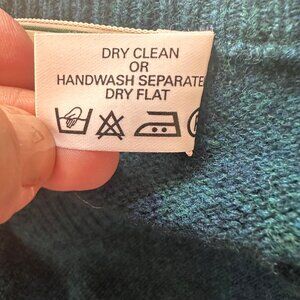 DRY CLEAN
OR
HANDWASH SEPARATE
DRY FLAT